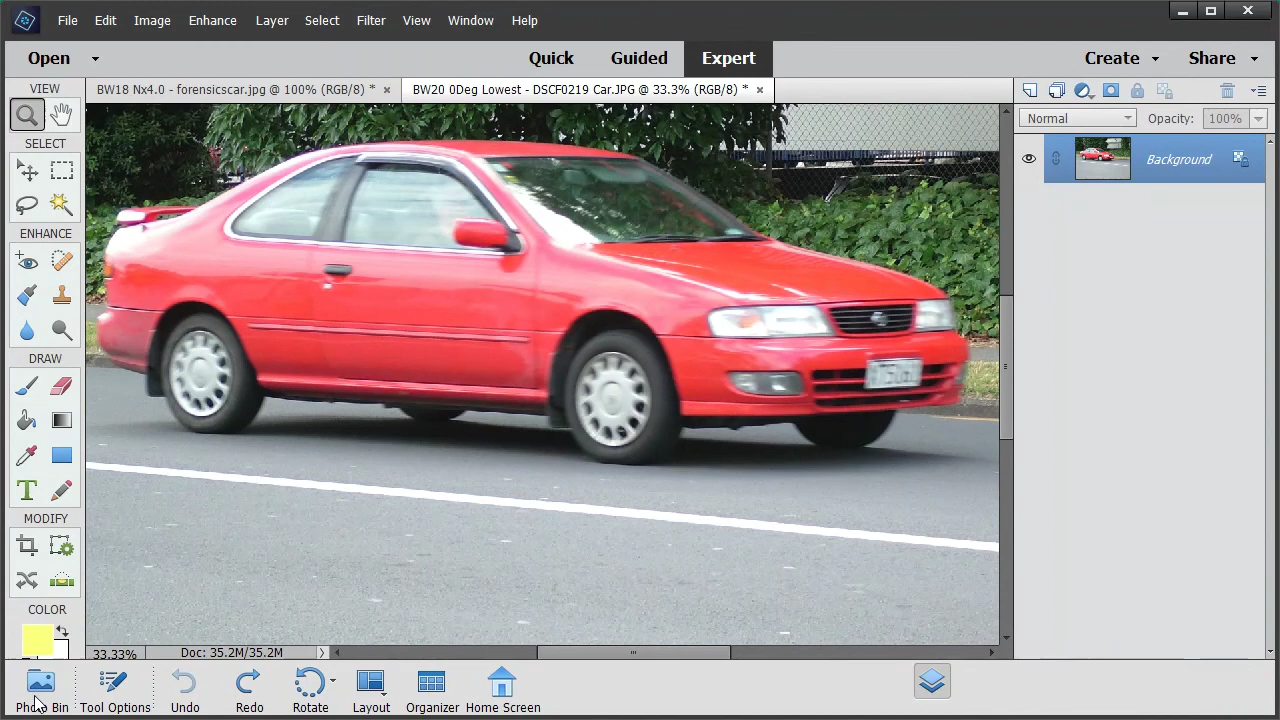 File Edit Image Enhance Layer Select Filter View Window Help
Open Quick Guided Expert Create Share
VIEW
BW18 Nx4.0 - forensicscar.jpg @ 100% (RGB/8) * ×
BW20 0Deg Lowest - DSCF0219 Car.JPG @ 33.3% (RGB/8) * ×
Normal Opacity: 100%
SELECT
Background
ENHANCE
DRAW
T
MODIFY
COLOR
33.33% Doc: 35.2M/35.2M
Photo Bin Tool Options Undo Redo Rotate Layout Organizer Home Screen